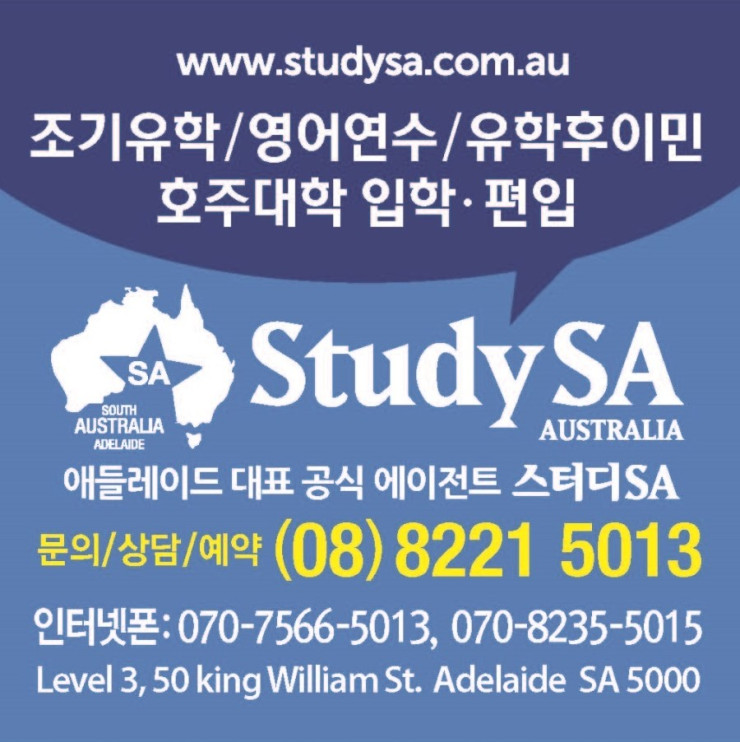 www.studysa.com.au
조기유학/영어연수/유학후이민
호주대학 입학·편입
SA
SOUTH
AUSTRALIA
ADELAIDE
StudySA
AUSTRALIA
애들레이드 대표 공식 에이전트 스터디SA
문의/상담/예약 (08) 8221 5013
인터넷폰: 070-7566-5013, 070-8235-5015
Level 3, 50 king William St. Adelaide SA 5000